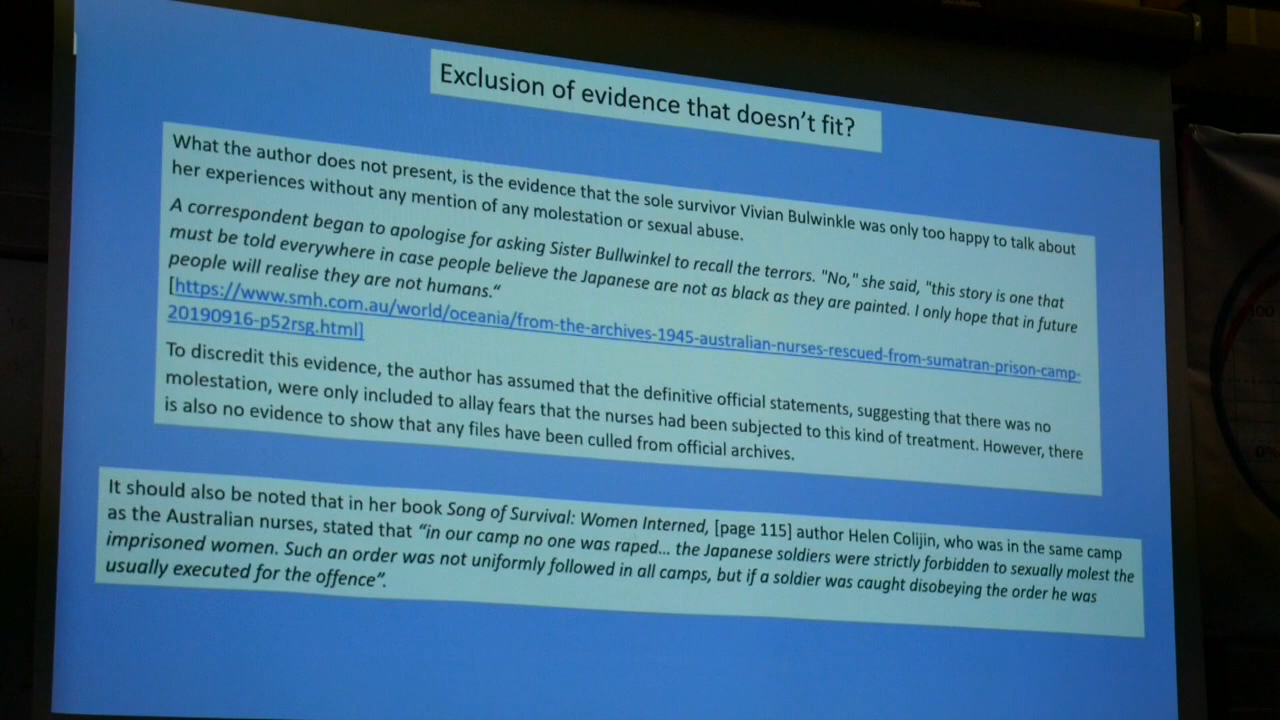 Exclusion of evidence that doesn't fit?
What the author does not present, is the evidence that the sole survivor Vivian Bulwinkle was only too happy to talk about
her experiences without any mention of any molestation or sexual abuse.
A correspondent began to apologise for asking Sister Bullwinkel to recall the terrors. "No," she said, "this story is one that
must be told everywhere in case people believe the Japanese are not as black as they are painted. I only hope that in future
people will realise they are not humans.“
[https://www.smh.com.au/world/oceania/from-the-archives-1945-australian-nurses-rescued-from-sumatran-prison-camp-
20190916-p52rsg.html]
To discredit this evidence, the author has assumed that the definitive official statements, suggesting that there was no
molestation, were only included to allay fears that the nurses had been subjected to this kind of treatment. However, there
is also no evidence to show that any files have been culled from official archives.
It should also be noted that in her book Song of Survival: Women Interned, [page 115] author Helen Colijin, who was in the same camp
as the Australian nurses, stated that “in our camp no one was raped... the Japanese soldiers were strictly forbidden to sexually molest the
imprisoned women. Such an order was not uniformly followed in all camps, but if a soldier was caught disobeying the order he was
usually executed for the offence”.